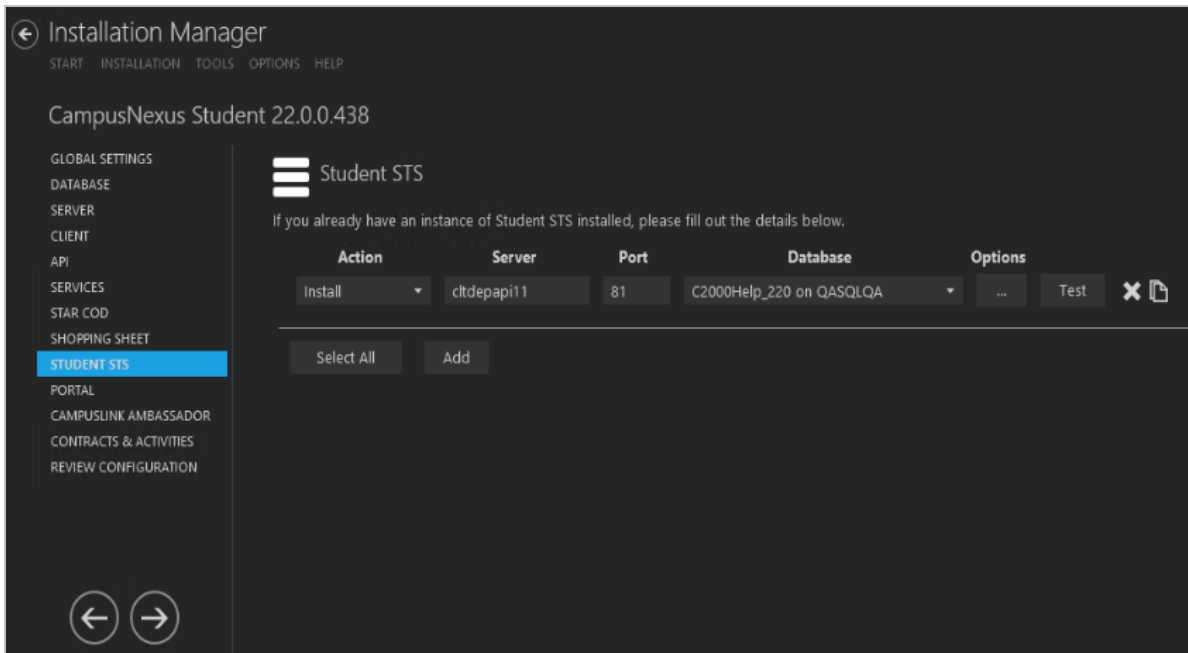 Installation Manager
START INSTALLATION TOOLS OPTIONS HELP
CampusNexus Student 22.0.0.438
GLOBAL SETTINGS
DATABASE
SERVER
CLIENT
API
SERVICES
STAR COD
SHOPPING SHEET
STUDENT STS
PORTAL
CAMPUSLINK AMBASSADOR
CONTRACTS & ACTIVITIES
REVIEW CONFIGURATION
Student STS
If you already have an instance of Student STS installed, please fill out the details below.
Action Server Port Database Options
Install cltdepapi11 81 C2000Help_220 on QASQLQA ... Test
Select All Add